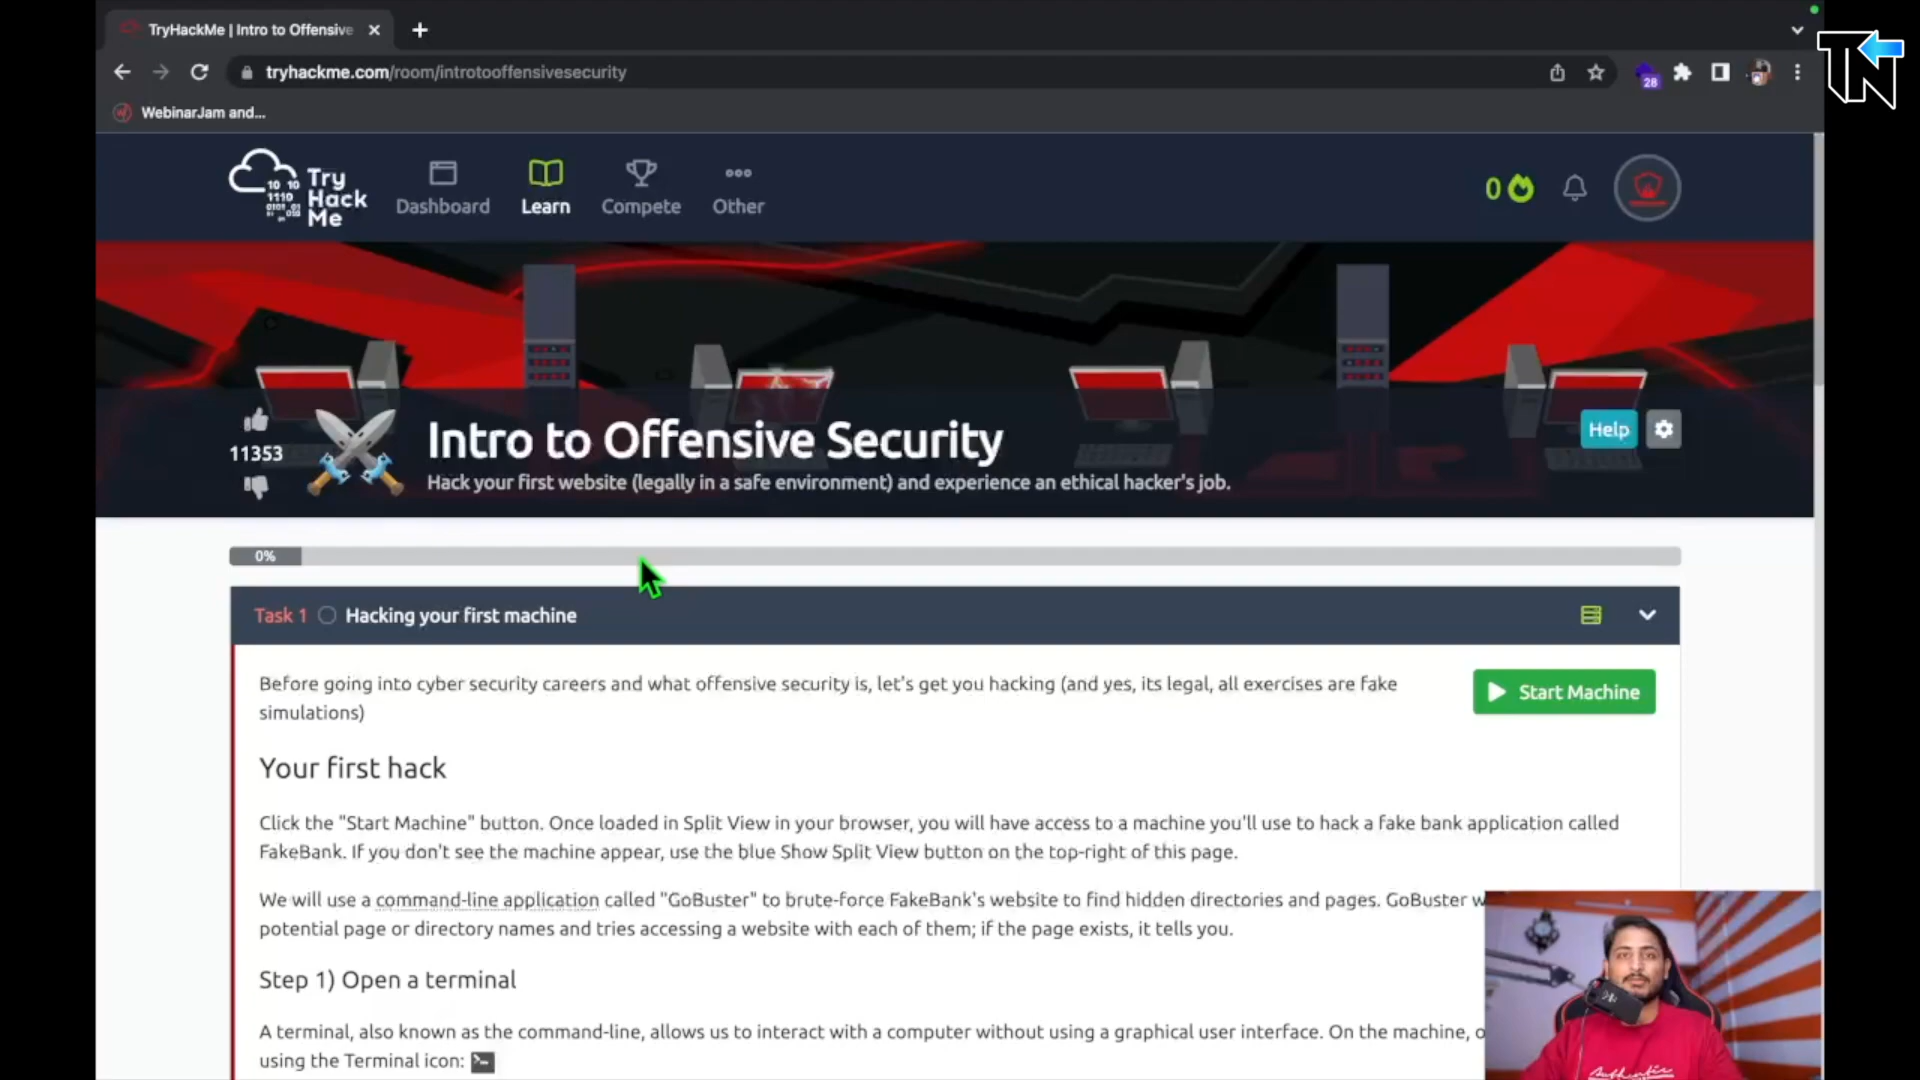 TryHackMe | Intro to Offensive
tryhackme.com/room/introtooffensivesecurity
28
WebinarJam and...
TN
10 10
1110
0101 01
Try
Hack
Me
Dashboard
Learn
Compete
Other
0
11353
Intro to Offensive Security
Hack your first website (legally in a safe environment) and experience an ethical hacker's job.
Help
0%
Task 1
Hacking your first machine
Before going into cyber security careers and what offensive security is, let's get you hacking (and yes, its legal, all exercises are fake
simulations)
Start Machine
Your first hack
Click the "Start Machine" button. Once loaded in Split View in your browser, you will have access to a machine you'll use to hack a fake bank application called
FakeBank. If you don't see the machine appear, use the blue Show Split View button on the top-right of this page.
We will use a command-line application called "GoBuster" to brute-force FakeBank's website to find hidden directories and pages. GoBuster w
potential page or directory names and tries accessing a website with each of them; if the page exists, it tells you.
Step 1) Open a terminal
A terminal, also known as the command-line, allows us to interact with a computer without using a graphical user interface. On the machine, o
using the Terminal icon:
Authentic